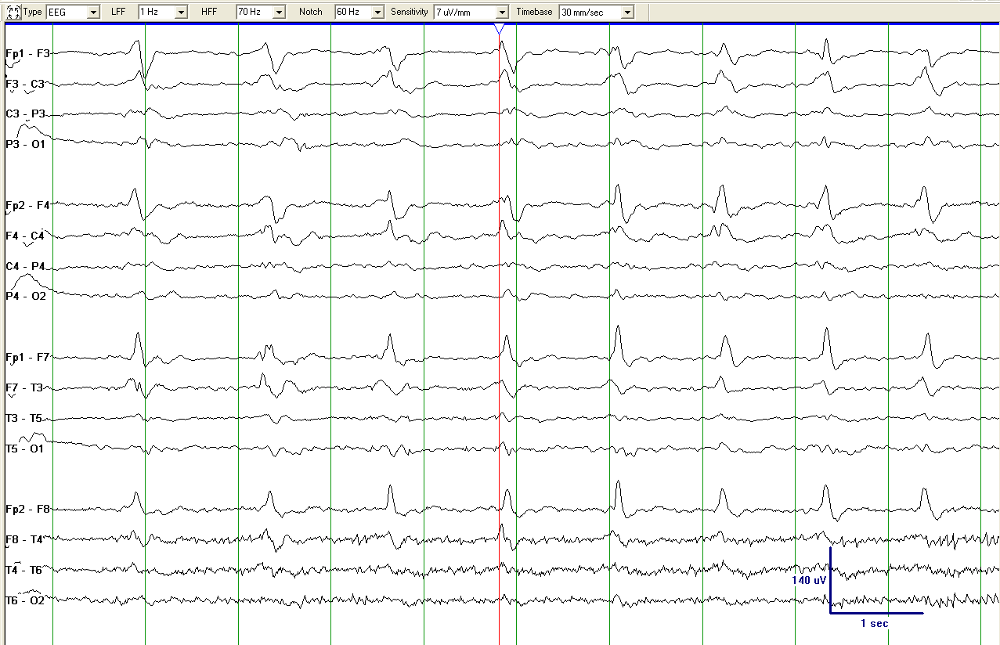 Type EEG LFF 1 Hz HFF 70 Hz Notch 60 Hz Sensitivity 7 uV/mm Timebase 30 mm/sec
Fp1 - F3
F3 - C3
C3 - P3
P3 - O1
Fp2 - F4
F4 - C4
C4 - P4
P4 - O2
Fp1 - F7
F7 - T3
T3 - T5
T5 - O1
Fp2 - F8
F8 - T4
T4 - T6
140 uV
T6 - O2
1 sec